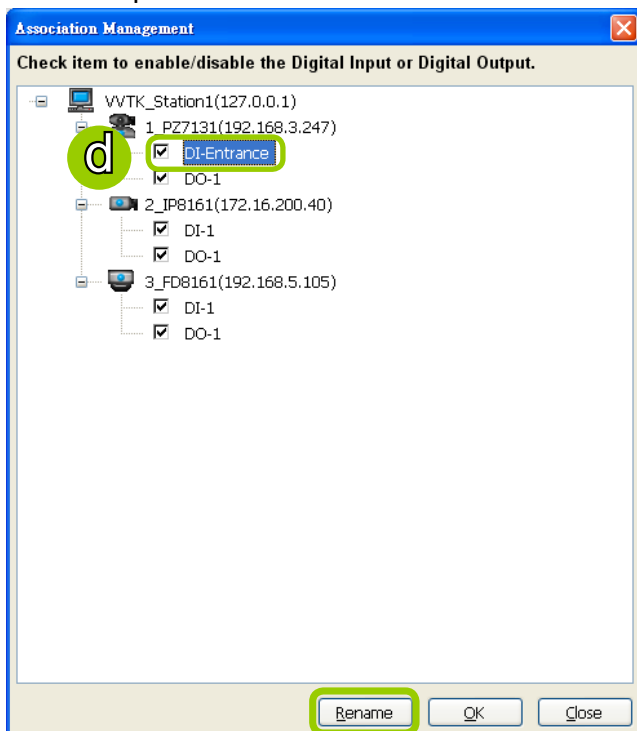 Association Management
Check item to enable/disable the Digital Input or Digital Output.
VVTK_Station1(127.0.0.1)
1_PZ7131(192.168.3.247)
d
DI-Entrance
DO-1
2_IP8161(172.16.200.40)
DI-1
DO-1
3_FD8161(192.168.5.105)
DI-1
DO-1
Rename OK Close